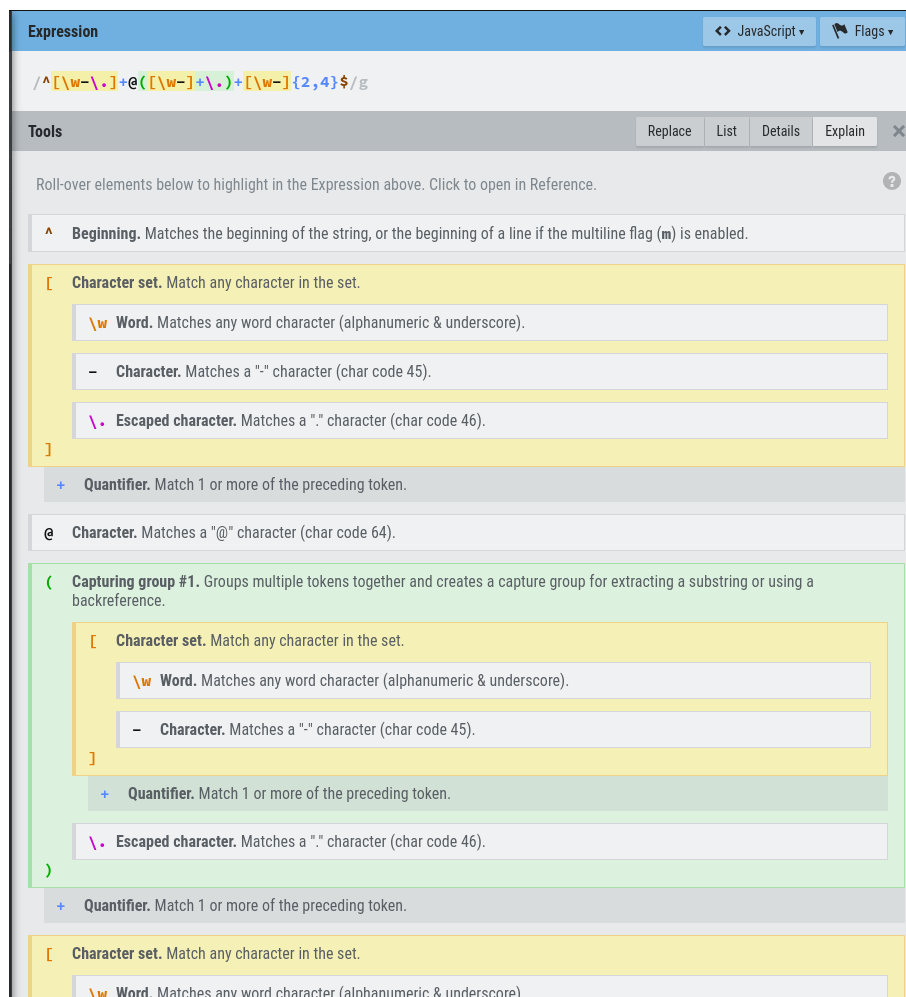 Expression
<> JavaScript ▾
Flags ▾
/^[\w-\.]+@([\w-]+\.)+[\w-]{2,4}$/g
Tools
Replace
List
Details
Explain
×
Roll-over elements below to highlight in the Expression above. Click to open in Reference.
?
^ Beginning. Matches the beginning of the string, or the beginning of a line if the multiline flag (m) is enabled.
[ Character set. Match any character in the set.
\w Word. Matches any word character (alphanumeric & underscore).
- Character. Matches a "-" character (char code 45).
\. Escaped character. Matches a "." character (char code 46).
]
+ Quantifier. Match 1 or more of the preceding token.
@ Character. Matches a "@" character (char code 64).
( Capturing group #1. Groups multiple tokens together and creates a capture group for extracting a substring or using a
backreference.
[ Character set. Match any character in the set.
\w Word. Matches any word character (alphanumeric & underscore).
- Character. Matches a "-" character (char code 45).
]
+ Quantifier. Match 1 or more of the preceding token.
\. Escaped character. Matches a "." character (char code 46).
)
+ Quantifier. Match 1 or more of the preceding token.
[ Character set. Match any character in the set.
\w Word. Matches any word character (alphanumeric & underscore)